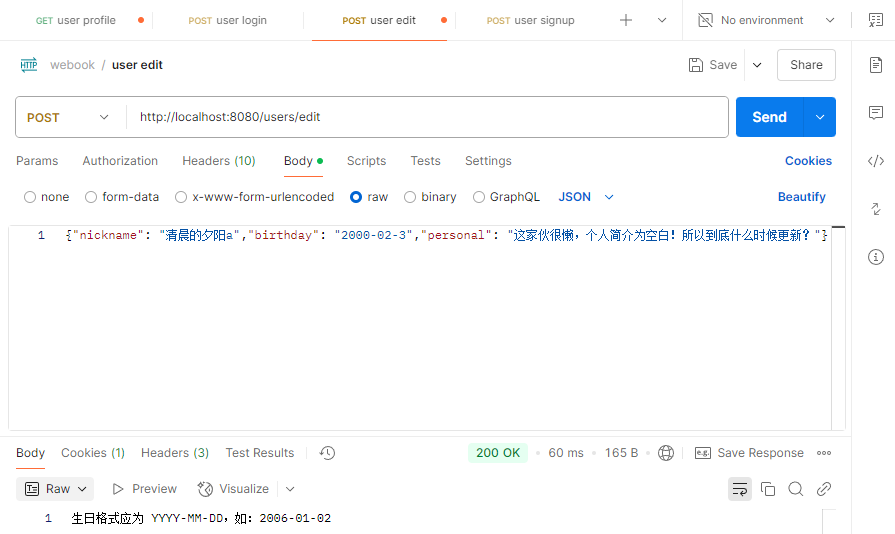 GET user profile POST user login POST user edit POST user signup No environment
HTTP webook / user edit Save Share
POST http://localhost:8080/users/edit Send
Params Authorization Headers (10) Body Scripts Tests Settings Cookies
none form-data x-www-form-urlencoded raw binary GraphQL JSON Beautify
1 {"nickname": "清晨的夕阳a","birthday": "2000-02-3","personal": "这家伙很懒，个人简介为空白！所以到底什么时候更新？"}
Body Cookies (1) Headers (3) Test Results 200 OK 60 ms 165 B e.g. Save Response
Raw Preview Visualize
1 生日格式应为 YYYY-MM-DD，如：2006-01-02